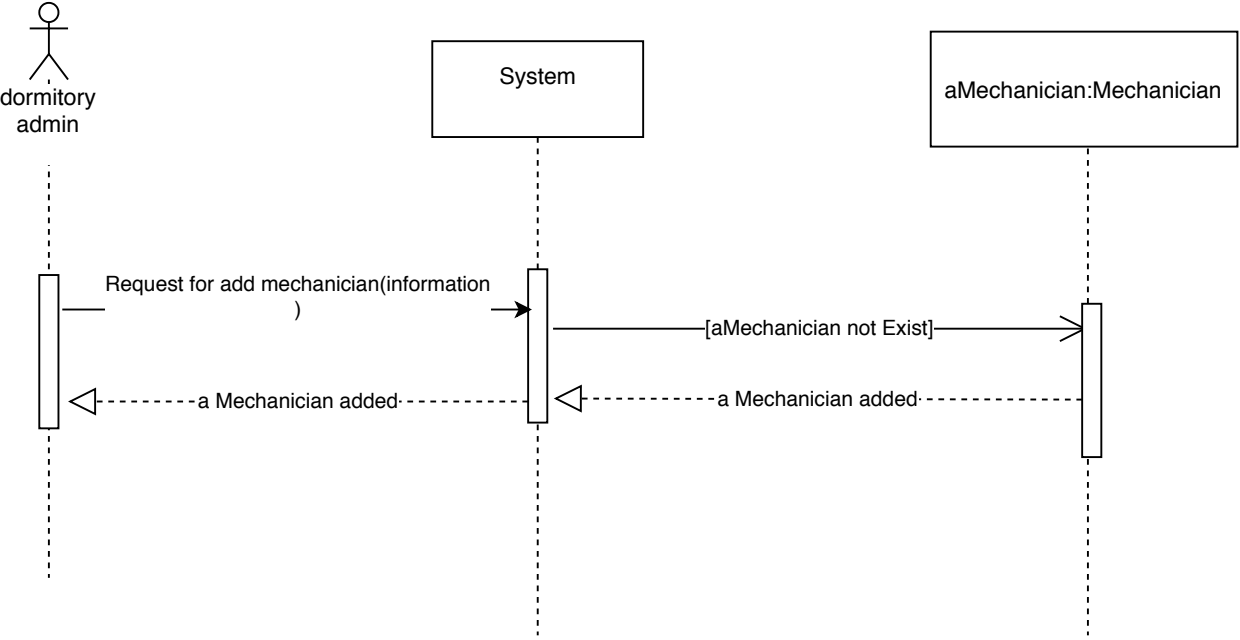 dormitory
admin
System
aMechanician:Mechanician
Request for add mechanician(information
)
[aMechanician not Exist]
a Mechanician added
a Mechanician added